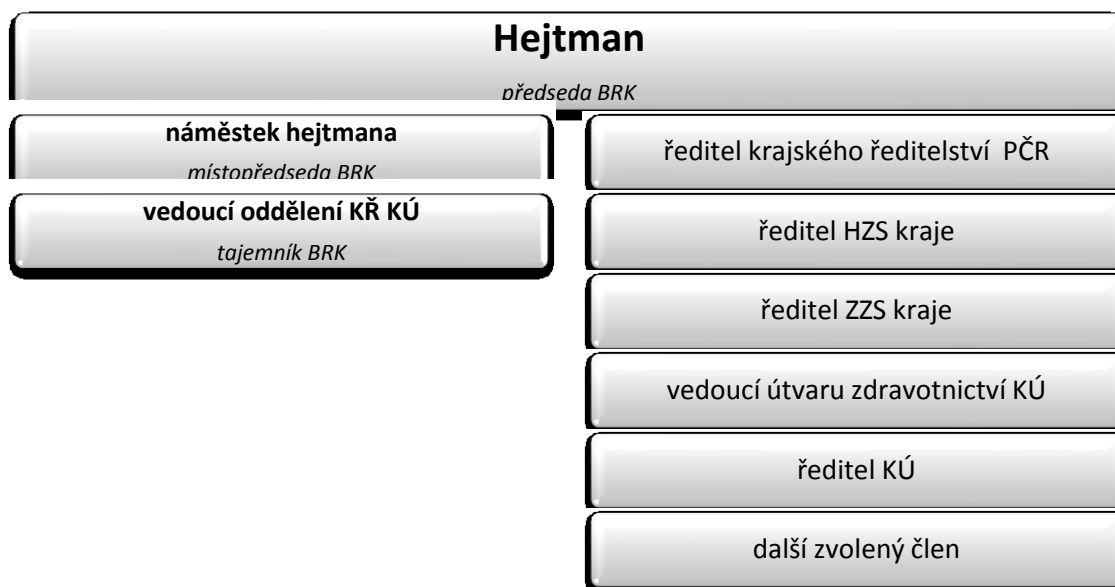 Hejtman
předseda BRK
náměstek hejtmana
místopředseda BRK
vedoucí oddělení KŘ KÚ
tajemník BRK
ředitel krajského ředitelství PČR
ředitel HZS kraje
ředitel ZZS kraje
vedoucí útvaru zdravotnictví KÚ
ředitel KÚ
další zvolený člen